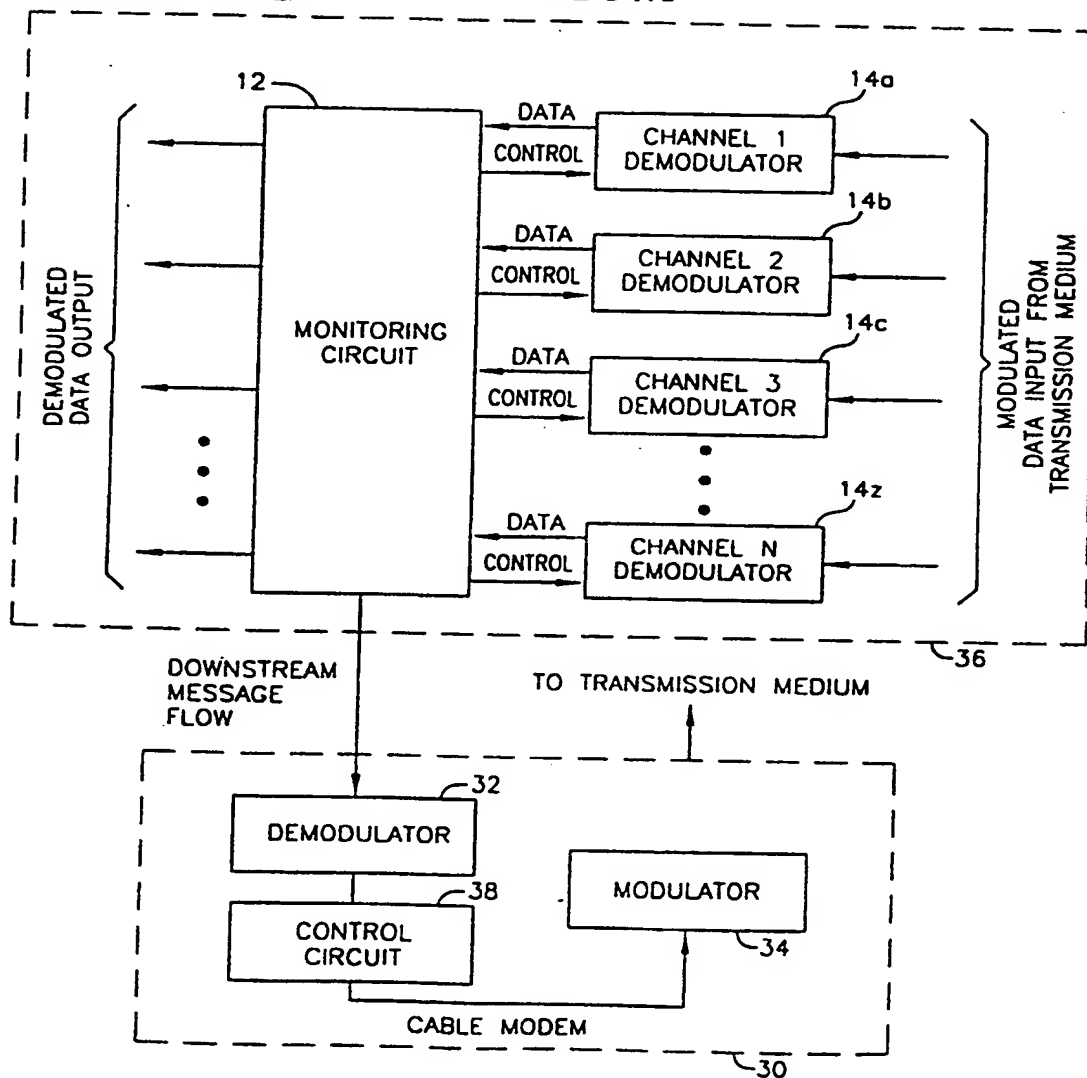 12
14a
DATA
CONTROL
CHANNEL 1
DEMODULATOR
14b
DATA
CONTROL
CHANNEL 2
DEMODULATOR
14c
DATA
CONTROL
CHANNEL 3
DEMODULATOR
14z
DATA
CONTROL
CHANNEL N
DEMODULATOR
MONITORING
CIRCUIT
DEMODULATED
DATA OUTPUT
MODULATED
DATA INPUT FROM
TRANSMISSION MEDIUM
36
DOWNSTREAM
MESSAGE
FLOW
TO TRANSMISSION MEDIUM
32
DEMODULATOR
38
CONTROL
CIRCUIT
MODULATOR
34
CABLE MODEM
30